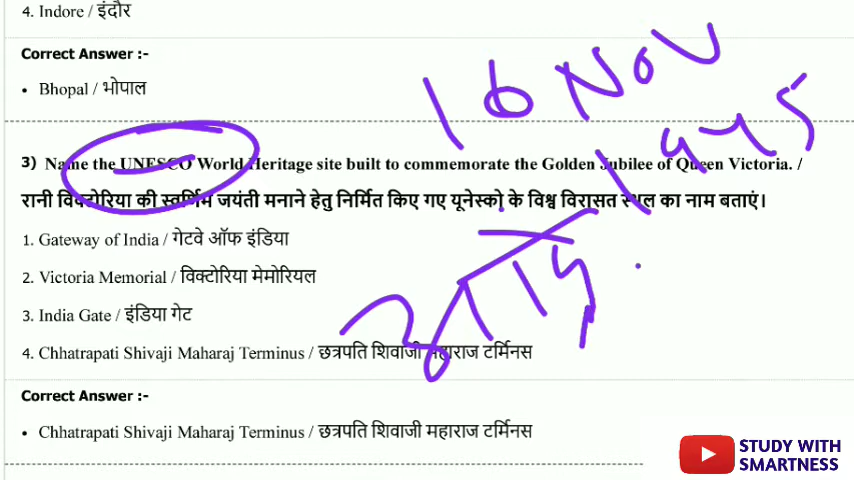 4. Indore / इंदौर
Correct Answer :-
• Bhopal / भोपाल
16 Nov
1945
3) Name the UNESCO World Heritage site built to commemorate the Golden Jubilee of Queen Victoria. /
रानी विक्टोरिया की स्वर्णिम जयंती मनाने हेतु निर्मित किए गए यूनेस्को के विश्व विरासत स्थल का नाम बताएं।
1. Gateway of India / गेटवे ऑफ इंडिया
2. Victoria Memorial / विक्टोरिया मेमोरियल
3. India Gate / इंडिया गेट
4. Chhatrapati Shivaji Maharaj Terminus / छत्रपति शिवाजी महाराज टर्मिनस
Correct Answer :-
• Chhatrapati Shivaji Maharaj Terminus / छत्रपति शिवाजी महाराज टर्मिनस
STUDY WITH
SMARTNESS